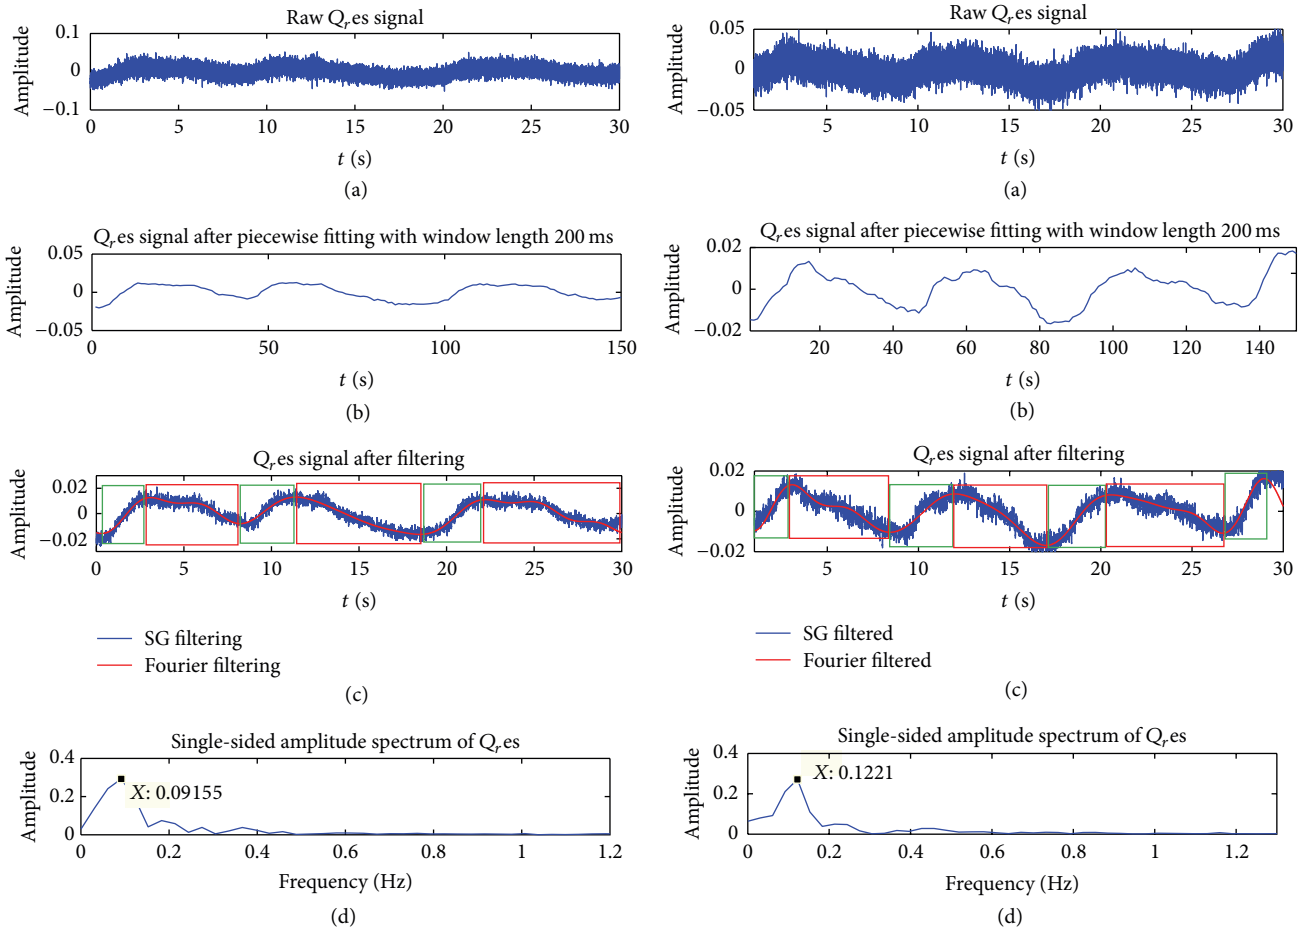 Raw Qres signal
0.1
0
−0.1
Amplitude
0 5 10 15 20 25 30
t (s)
(a)
Qres signal after piecewise fitting with window length 200 ms
0.05
0
−0.05
Amplitude
0 50 100 150
t (s)
(b)
Qres signal after filtering
0.02
0
−0.02
Amplitude
0 5 10 15 20 25 30
t (s)
SG filtering
Fourier filtering
(c)
Single-sided amplitude spectrum of Qres
0.4
0.2
0
Amplitude
X: 0.09155
0 0.2 0.4 0.6 0.8 1 1.2
Frequency (Hz)
(d)
Raw Qres signal
0.05
0
−0.05
Amplitude
5 10 15 20 25 30
t (s)
(a)
Qres signal after piecewise fitting with window length 200 ms
0.02
0
−0.02
Amplitude
20 40 60 80 100 120 140
t (s)
(b)
Qres signal after filtering
0.02
0
−0.02
Amplitude
5 10 15 20 25 30
t (s)
SG filtered
Fourier filtered
(c)
Single-sided amplitude spectrum of Qres
0.4
0.2
0
Amplitude
X: 0.1221
0 0.2 0.4 0.6 0.8 1 1.2
Frequency (Hz)
(d)